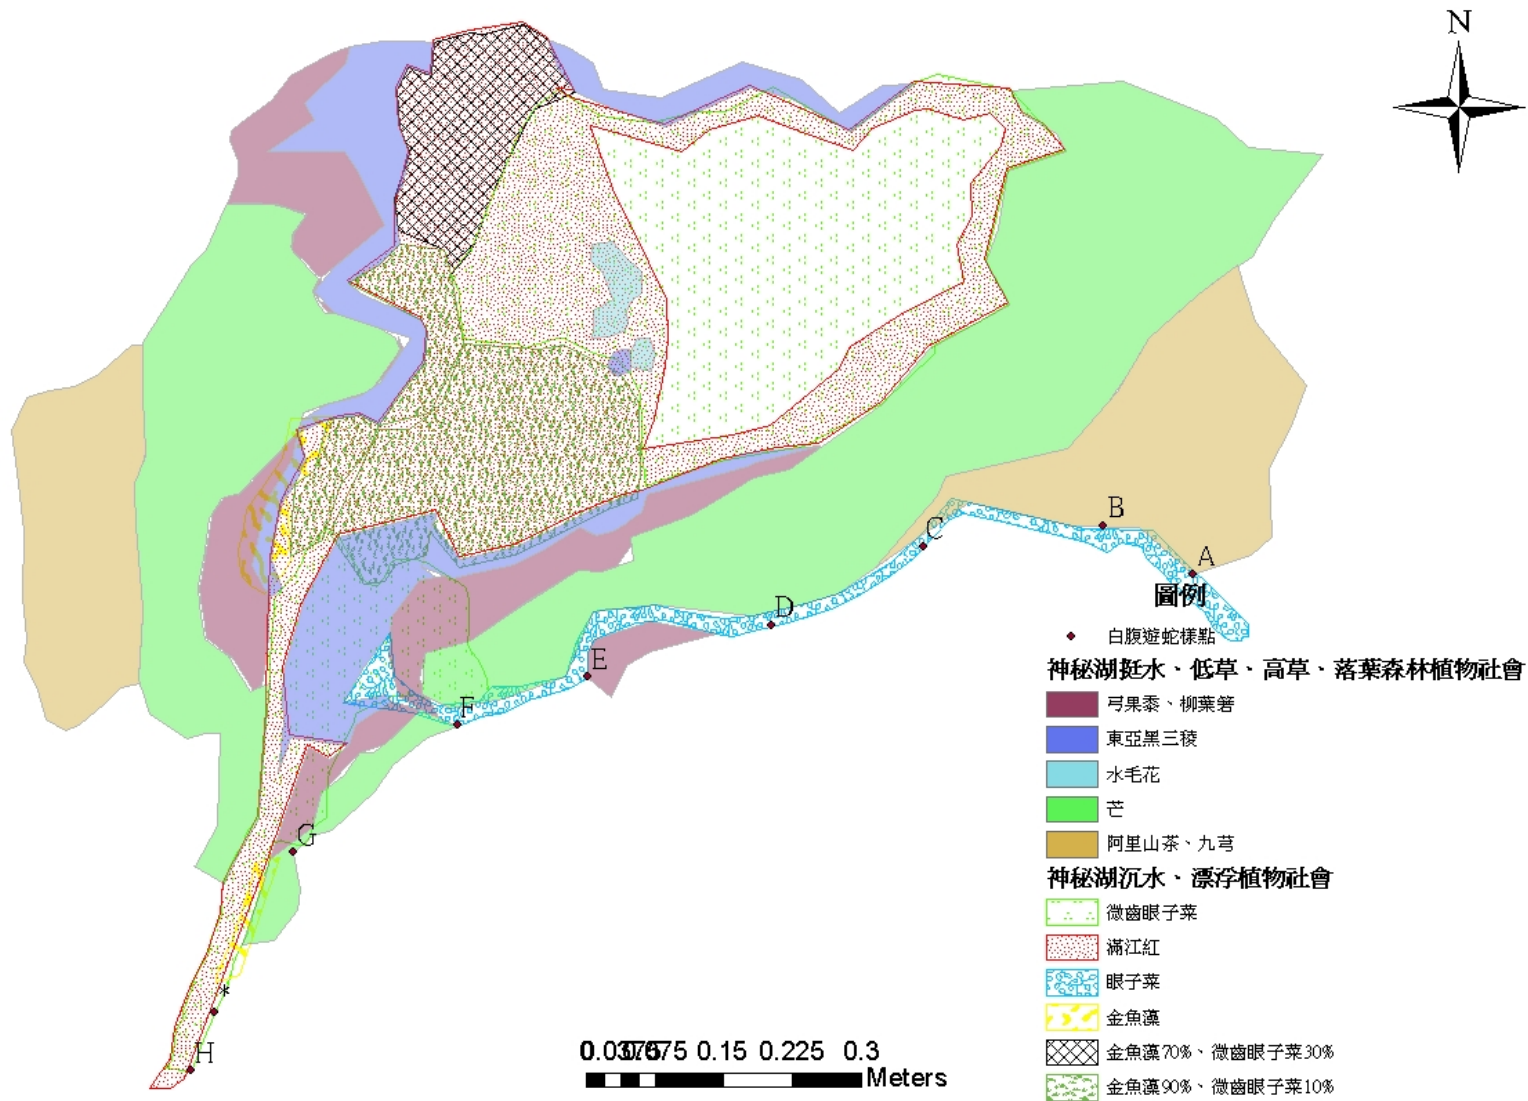 N
B
C
A
圖例
D
白腹遊蛇樣點
E
神秘湖挺水、低草、高草、落葉森林植物社會
F
弓果黍、柳葉箬
東亞黑三稜
水毛花
芒
G
阿里山茶、九芎
神秘湖沉水、漂浮植物社會
微齒眼子菜
滿江紅
眼子菜
*
金魚藻
H
0.15 0.225 0.3
Meters
金魚藻70%、微齒眼子菜30%
金魚藻90%、微齒眼子菜10%